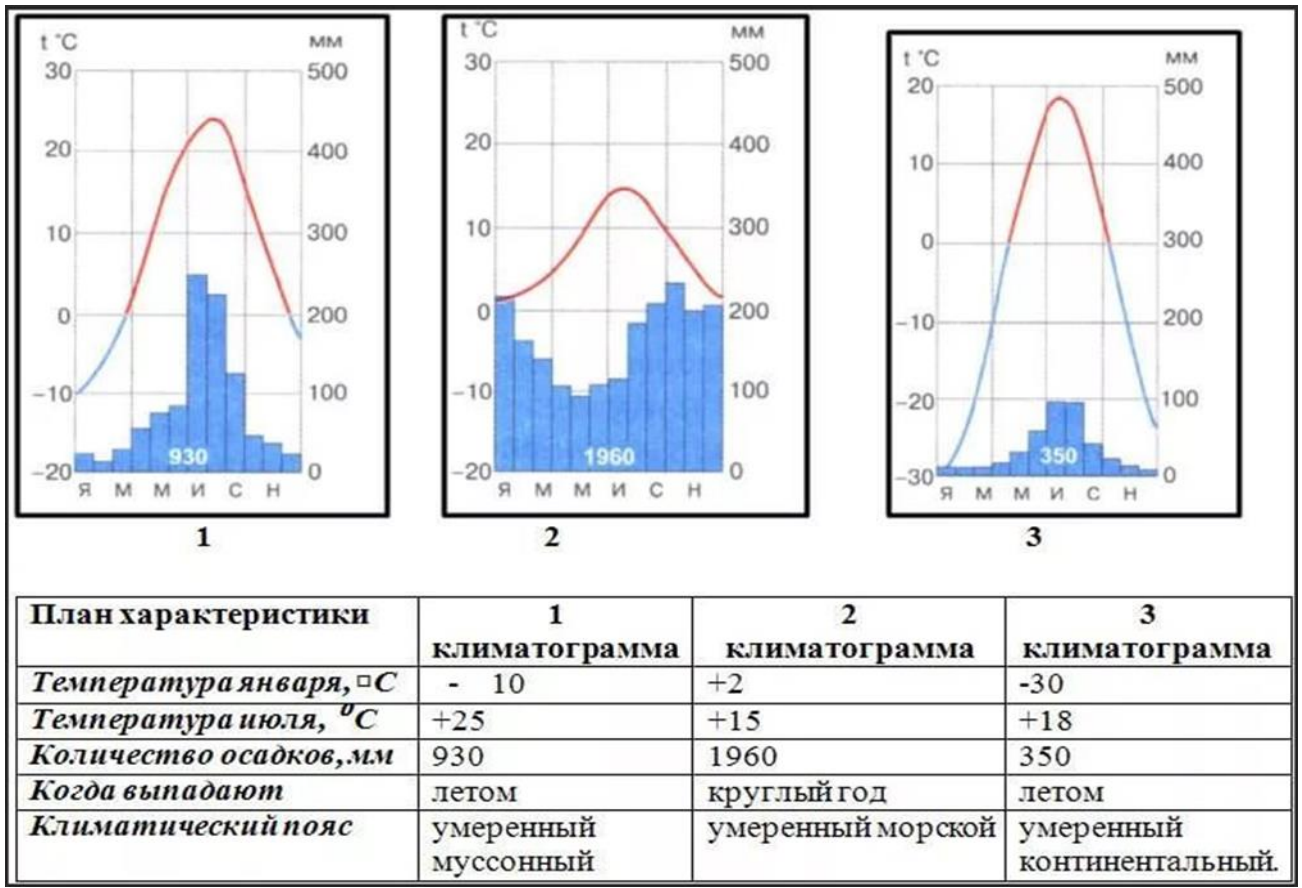 t °C мм
30 500
20 400
10 300
0 200
−10 100
−20 0
930
Я М М И С Н
1
t °C мм
30 500
20 400
10 300
0 200
−10 100
−20 0
1960
Я М М И С Н
2
t °C мм
20 500
10 400
0 300
−10 200
−20 100
−30 0
350
Я М М И С Н
3
План характеристики 1 2 3
климатограмма климатограмма климатограмма
Температура января, □С - 10 +2 -30
Температура июля, ⁰С +25 +15 +18
Количество осадков, мм 930 1960 350
Когда выпадают летом круглый год летом
Климатический пояс умеренный умеренный морской умеренный
муссонный континентальный.